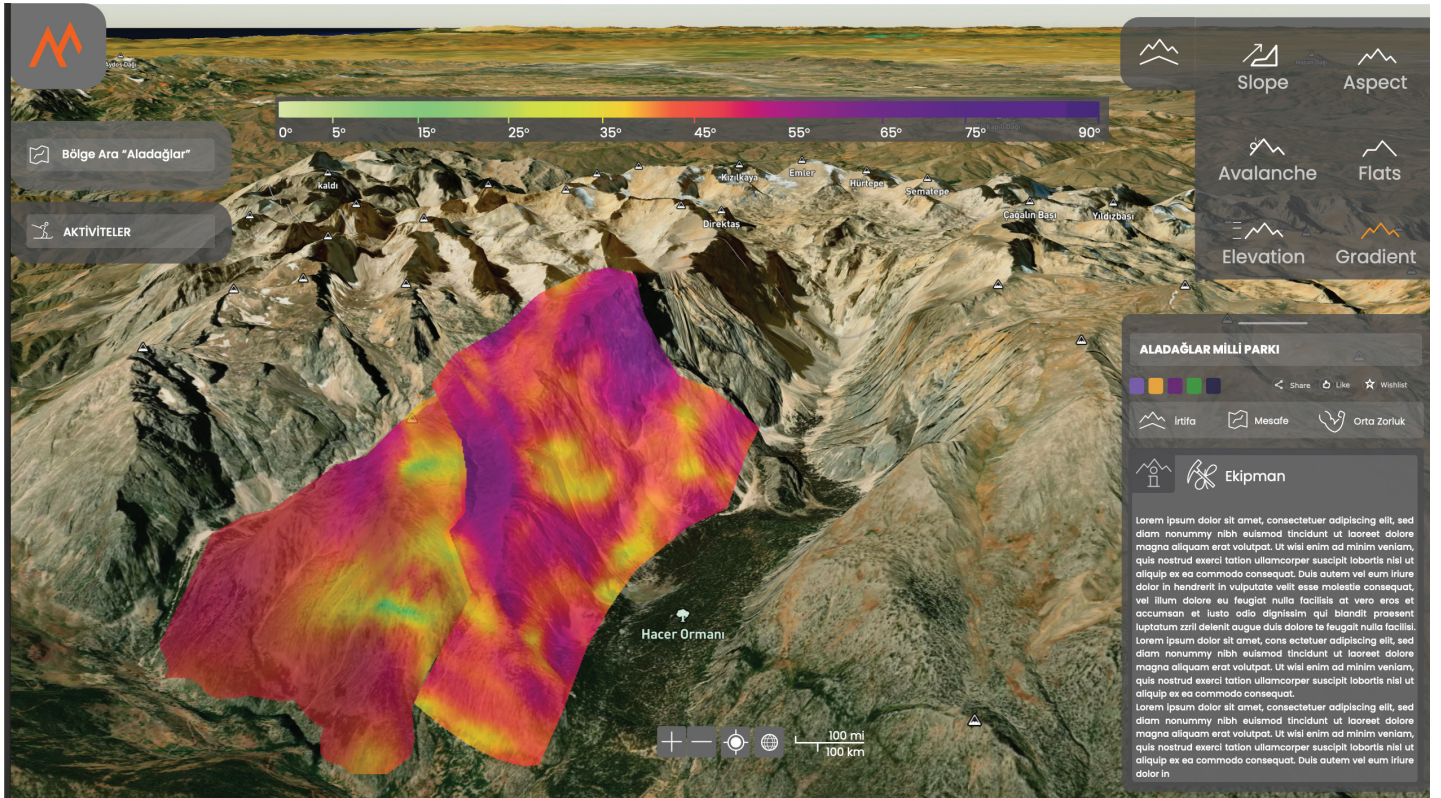 Aydos Dağı
0° 5° 15° 25° 35° 45° 55° 65° 75° 90°
Bölge Ara “Aladağlar”
AKTİVİTELER
Slope
Aspect
Avalanche
Flats
Elevation
Gradient
kaldı
Kızılkaya
Emler
Hürtepe
Sematepe
Direktaş
Çağalın Başı
Yıldızbaşı
Hacer Ormanı
100 mi
100 km
ALADAĞLAR MİLLİ PARKI
Share Like Wishlist
İrtifa Mesafe Orta Zorluk
Ekipman
Lorem ipsum dolor sit amet, consectetuer adipiscing elit, sed
diam nonummy nibh euismod tincidunt ut laoreet dolore
magna aliquam erat volutpat. Ut wisi enim ad minim veniam,
quis nostrud exerci tation ullamcorper suscipit lobortis nisl ut
aliquip ex ea commodo consequat. Duis autem vel eum iriure
dolor in hendrerit in vulputate velit esse molestie consequat,
vel illum dolore eu feugiat nulla facilisis at vero eros et
accumsan et iusto odio dignissim qui blandit praesent
luptatum zzril delenit augue duis dolore te feugait nulla facilisi.
Lorem ipsum dolor sit amet, cons ectetuer adipiscing elit, sed
diam nonummy nibh euismod tincidunt ut laoreet dolore
magna aliquam erat volutpat. Ut wisi enim ad minim veniam,
quis nostrud exerci tation ullamcorper suscipit lobortis nisl ut
aliquip ex ea commodo consequat.
Lorem ipsum dolor sit amet, consectetuer adipiscing elit, sed
diam nonummy nibh euismod tincidunt ut laoreet dolore
magna aliquam erat volutpat. Ut wisi enim ad minim veniam,
quis nostrud exerci tation ullamcorper suscipit lobortis nisl ut
aliquip ex ea commodo consequat. Duis autem vel eum iriure
dolor in